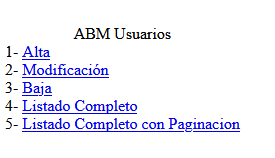 ABM Usuarios
1- Alta
2- Modificación
3- Baja
4- Listado Completo
5- Listado Completo con Paginacion